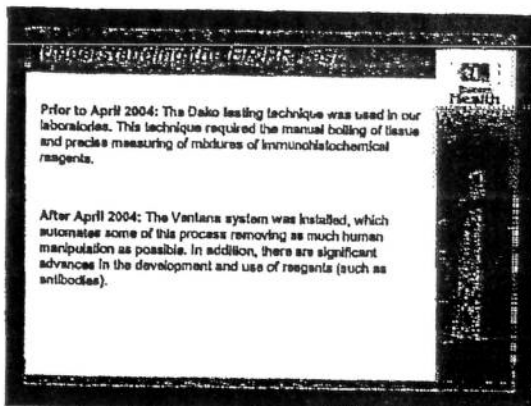 Understanding the ER/PR test
Eastern
Health
Prior to April 2004: The Dako testing technique was used in our
laboratories. This technique required the manual boiling of tissue
and precise measuring of mixtures of immunohistochemical
reagents.
After April 2004: The Ventana system was installed, which
automates some of this process removing as much human
manipulation as possible. In addition, there are significant
advances in the development and use of reagents (such as
antibodies).